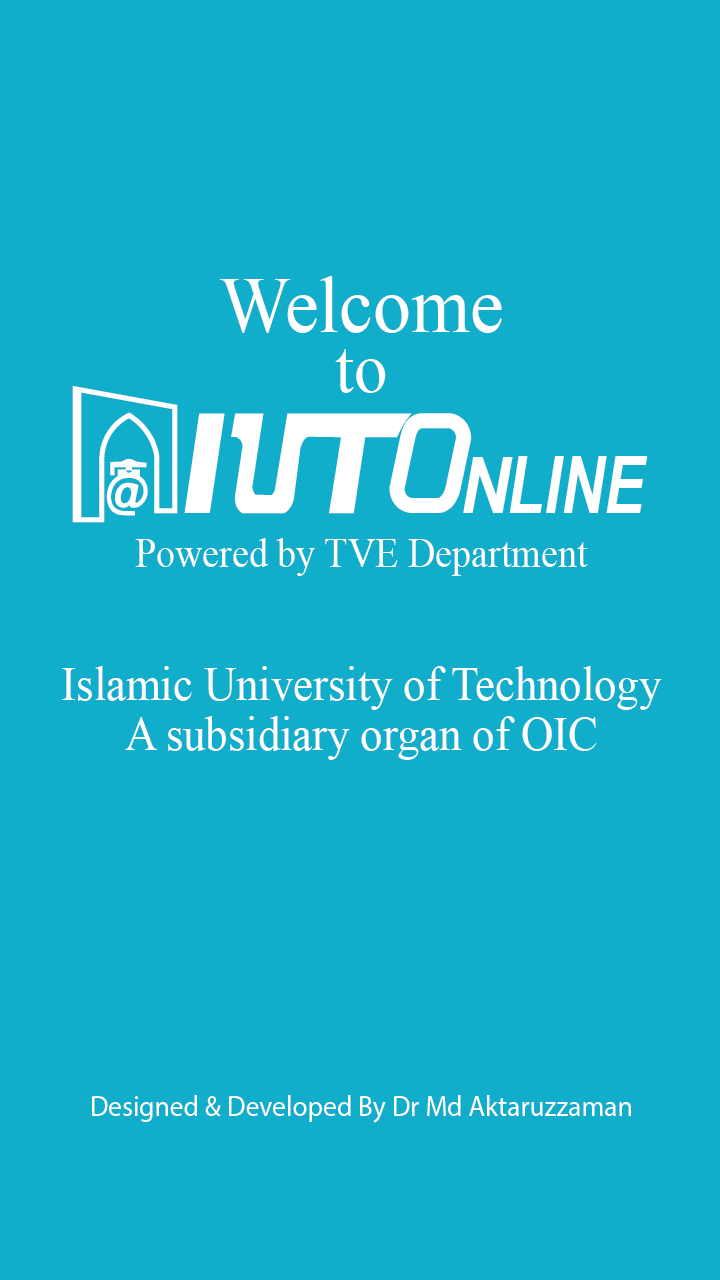 Welcome
to
@ IUTONLINE
Powered by TVE Department
Islamic University of Technology
A subsidiary organ of OIC
Designed & Developed By Dr Md Aktaruzzaman